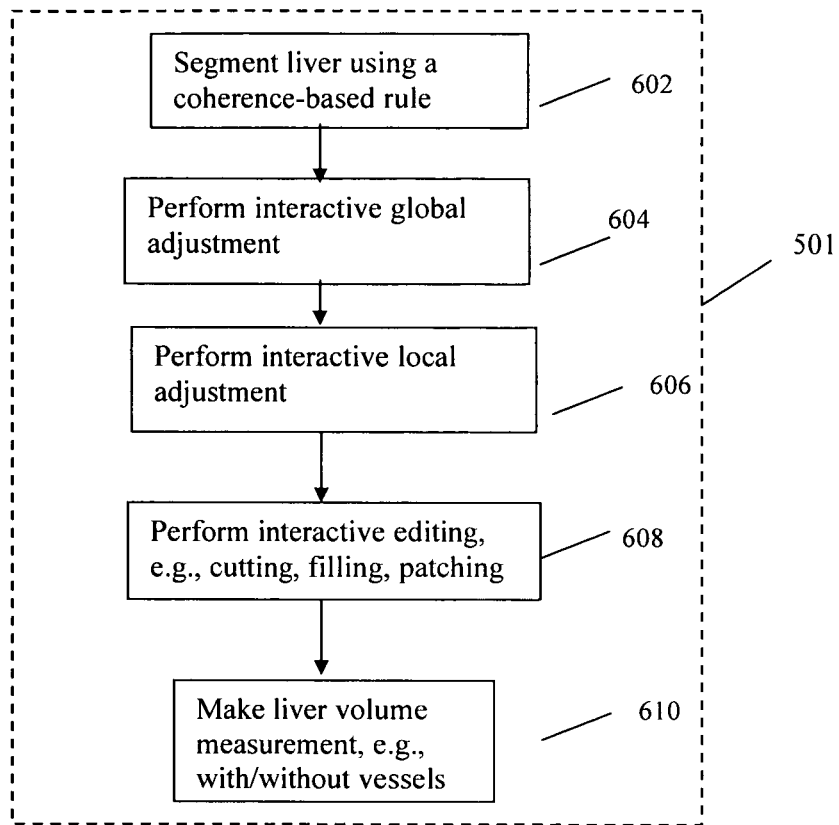 Segment liver using a
coherence-based rule
602
Perform interactive global
adjustment
604
501
Perform interactive local
adjustment
606
Perform interactive editing,
e.g., cutting, filling, patching
608
Make liver volume
measurement, e.g.,
with/without vessels
610